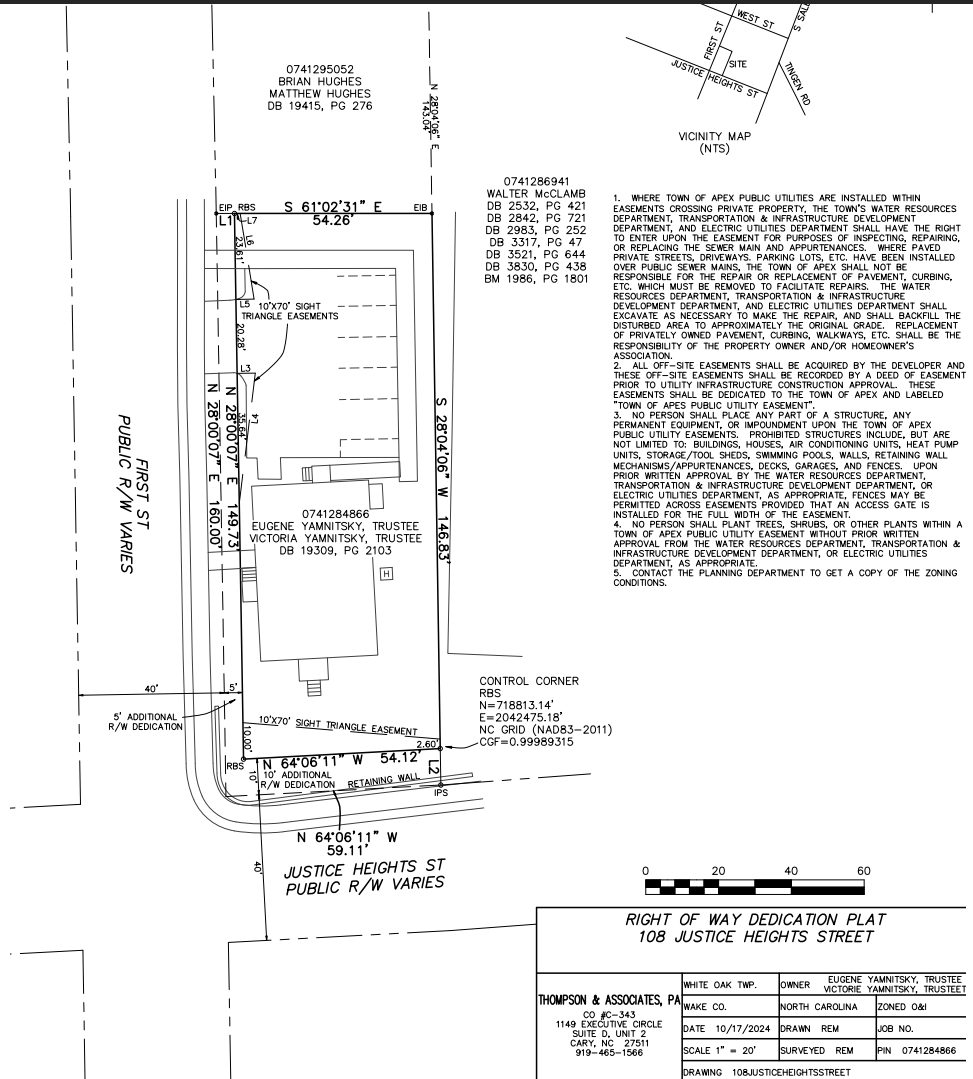 WEST ST
S SAL
FIRST ST
SITE
JUSTICE HEIGHTS ST
TINGEN RD
VICINITY MAP
(NTS)
0741295052
BRIAN HUGHES
MATTHEW HUGHES
DB 19415, PG 276
N 28°04'06" E
143.04'
0741286941
WALTER McCLAMB
DB 2532, PG 421
DB 2842, PG 721
DB 2983, PG 252
DB 3317, PG 47
DB 3521, PG 644
DB 3830, PG 438
BM 1986, PG 1801
EIP RBS
S 61°02'31" E
EIB
L1
L7
54.26'
L6
23.61'
L5
10'X70' SIGHT
TRIANGLE EASEMENTS
20.28'
L3
L4
35.64'
N 28°00'07" E 160.00'
N 28°00'07" E 149.73'
S 28°04'06" W 146.83'
FIRST ST
PUBLIC R/W VARIES
0741284866
EUGENE YAMNITSKY, TRUSTEE
VICTORIA YAMNITSKY, TRUSTEE
DB 19309, PG 2103
H
40'
5'
5' ADDITIONAL
R/W DEDICATION
10'X70' SIGHT TRIANGLE EASEMENT
10.00'
2.60'
CONTROL CORNER
RBS
N=718813.14'
E=2042475.18'
NC GRID (NAD83-2011)
CGF=0.99989315
RBS
N 64°06'11" W 54.12'
L2
10'
10' ADDITIONAL
R/W DEDICATION
RETAINING WALL
IPS
N 64°06'11" W
59.11'
40'
JUSTICE HEIGHTS ST
PUBLIC R/W VARIES
1. WHERE TOWN OF APEX PUBLIC UTILITIES ARE INSTALLED WITHIN
EASEMENTS CROSSING PRIVATE PROPERTY, THE TOWN'S WATER RESOURCES
DEPARTMENT, TRANSPORTATION & INFRASTRUCTURE DEVELOPMENT
DEPARTMENT, AND ELECTRIC UTILITIES DEPARTMENT SHALL HAVE THE RIGHT
TO ENTER UPON THE EASEMENT FOR PURPOSES OF INSPECTING, REPAIRING,
OR REPLACING THE SEWER MAIN AND APPURTENANCES. WHERE PAVED
PRIVATE STREETS, DRIVEWAYS. PARKING LOTS, ETC. HAVE BEEN INSTALLED
OVER PUBLIC SEWER MAINS, THE TOWN OF APEX SHALL NOT BE
RESPONSIBLE FOR THE REPAIR OR REPLACEMENT OF PAVEMENT, CURBING,
ETC. WHICH MUST BE REMOVED TO FACILITATE REPAIRS. THE WATER
RESOURCES DEPARTMENT, TRANSPORTATION & INFRASTRUCTURE
DEVELOPMENT DEPARTMENT, AND ELECTRIC UTILITIES DEPARTMENT SHALL
EXCAVATE AS NECESSARY TO MAKE THE REPAIR, AND SHALL BACKFILL THE
DISTURBED AREA TO APPROXIMATELY THE ORIGINAL GRADE. REPLACEMENT
OF PRIVATELY OWNED PAVEMENT, CURBING, WALKWAYS, ETC. SHALL BE THE
RESPONSIBILITY OF THE PROPERTY OWNER AND/OR HOMEOWNER'S
ASSOCIATION.
2. ALL OFF-SITE EASEMENTS SHALL BE ACQUIRED BY THE DEVELOPER AND
THESE OFF-SITE EASEMENTS SHALL BE RECORDED BY A DEED OF EASEMENT
PRIOR TO UTILITY INFRASTRUCTURE CONSTRUCTION APPROVAL. THESE
EASEMENTS SHALL BE DEDICATED TO THE TOWN OF APEX AND LABELED
"TOWN OF APES PUBLIC UTILITY EASEMENT".
3. NO PERSON SHALL PLACE ANY PART OF A STRUCTURE, ANY
PERMANENT EQUIPMENT, OR IMPOUNDMENT UPON THE TOWN OF APEX
PUBLIC UTILITY EASEMENTS. PROHIBITED STRUCTURES INCLUDE, BUT ARE
NOT LIMITED TO: BUILDINGS, HOUSES, AIR CONDITIONING UNITS, HEAT PUMP
UNITS, STORAGE/TOOL SHEDS, SWIMMING POOLS, WALLS, RETAINING WALL
MECHANISMS/APPURTENANCES, DECKS, GARAGES, AND FENCES. UPON
PRIOR WRITTEN APPROVAL BY THE WATER RESOURCES DEPARTMENT,
TRANSPORTATION & INFRASTRUCTURE DEVELOPMENT DEPARTMENT, OR
ELECTRIC UTILITIES DEPARTMENT, AS APPROPRIATE, FENCES MAY BE
PERMITTED ACROSS EASEMENTS PROVIDED THAT AN ACCESS GATE IS
INSTALLED FOR THE FULL WIDTH OF THE EASEMENT.
4. NO PERSON SHALL PLANT TREES, SHRUBS, OR OTHER PLANTS WITHIN A
TOWN OF APEX PUBLIC UTILITY EASEMENT WITHOUT PRIOR WRITTEN
APPROVAL FROM THE WATER RESOURCES DEPARTMENT, TRANSPORTATION &
INFRASTRUCTURE DEVELOPMENT DEPARTMENT, OR ELECTRIC UTILITIES
DEPARTMENT, AS APPROPRIATE.
5. CONTACT THE PLANNING DEPARTMENT TO GET A COPY OF THE ZONING
CONDITIONS.
0 20 40 60
RIGHT OF WAY DEDICATION PLAT
108 JUSTICE HEIGHTS STREET
THOMPSON & ASSOCIATES, PA
CO #C-343
1149 EXECUTIVE CIRCLE
SUITE D, UNIT 2
CARY, NC 27511
919-465-1566
WHITE OAK TWP.
OWNER EUGENE YAMNITSKY, TRUSTEE
VICTORIE YAMNITSKY, TRUSTEET
WAKE CO.
NORTH CAROLINA
ZONED O&I
DATE 10/17/2024
DRAWN REM
JOB NO.
SCALE 1" = 20'
SURVEYED REM
PIN 0741284866
DRAWING 108JUSTICEHEIGHTSSTREET